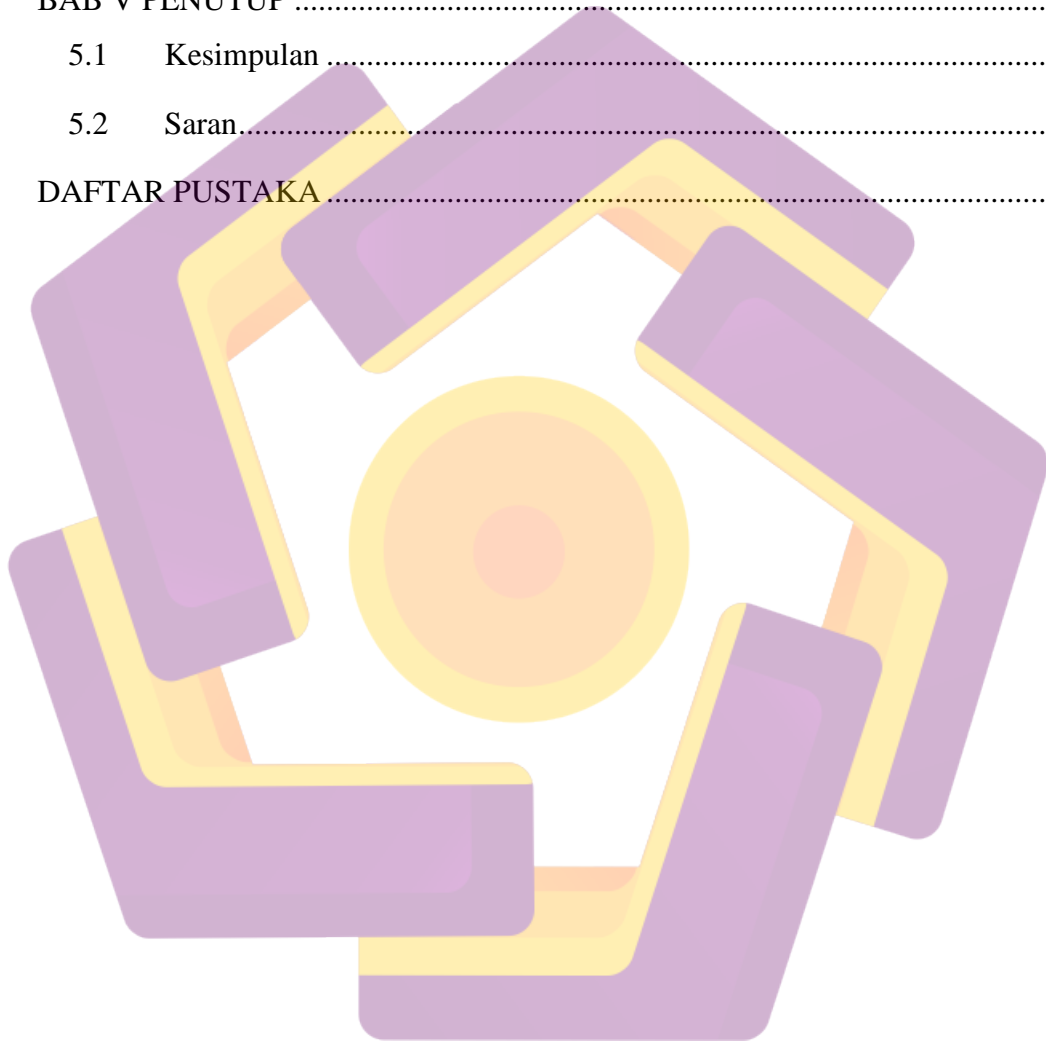 BAB V PENUTUP ........................................................................................
5.1 Kesimpulan ........................................................................................
5.2 Saran........................................................................................
DAFTAR PUSTAKA ........................................................................................